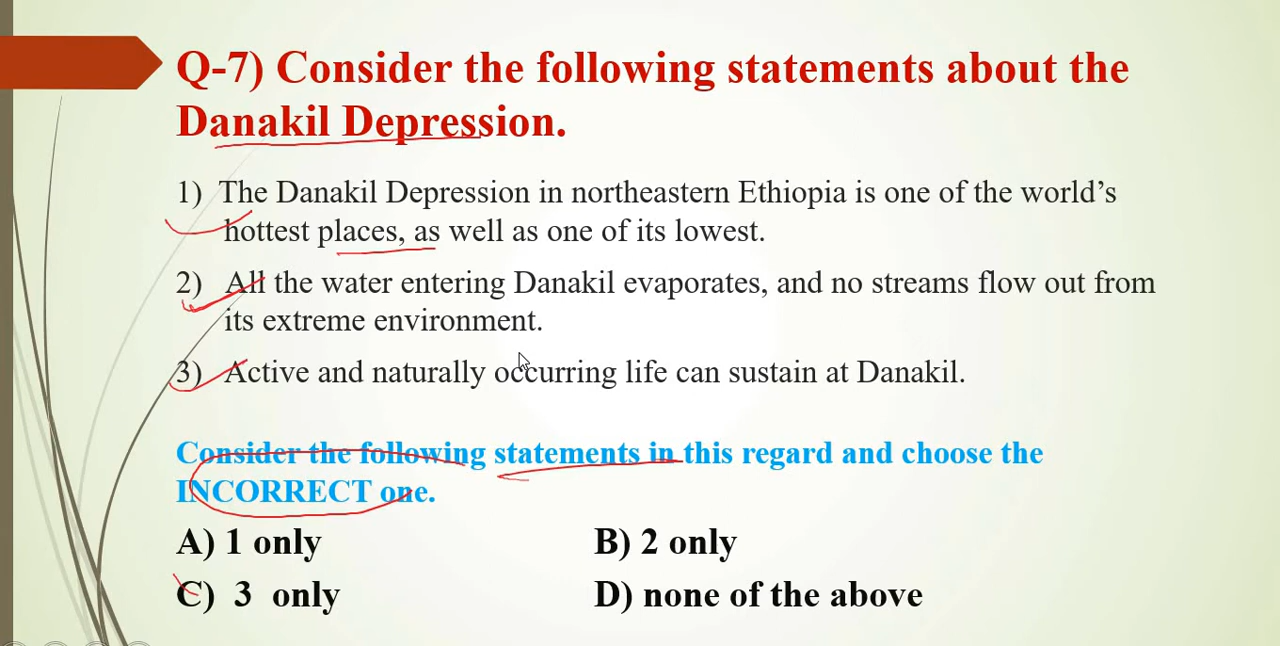 Q-7) Consider the following statements about the
Danakil Depression.
1) The Danakil Depression in northeastern Ethiopia is one of the world's
hottest places, as well as one of its lowest.
2) All the water entering Danakil evaporates, and no streams flow out from
its extreme environment.
3) Active and naturally occurring life can sustain at Danakil.
Consider the following statements in this regard and choose the
INCORRECT one.
A) 1 only
B) 2 only
C) 3 only
D) none of the above